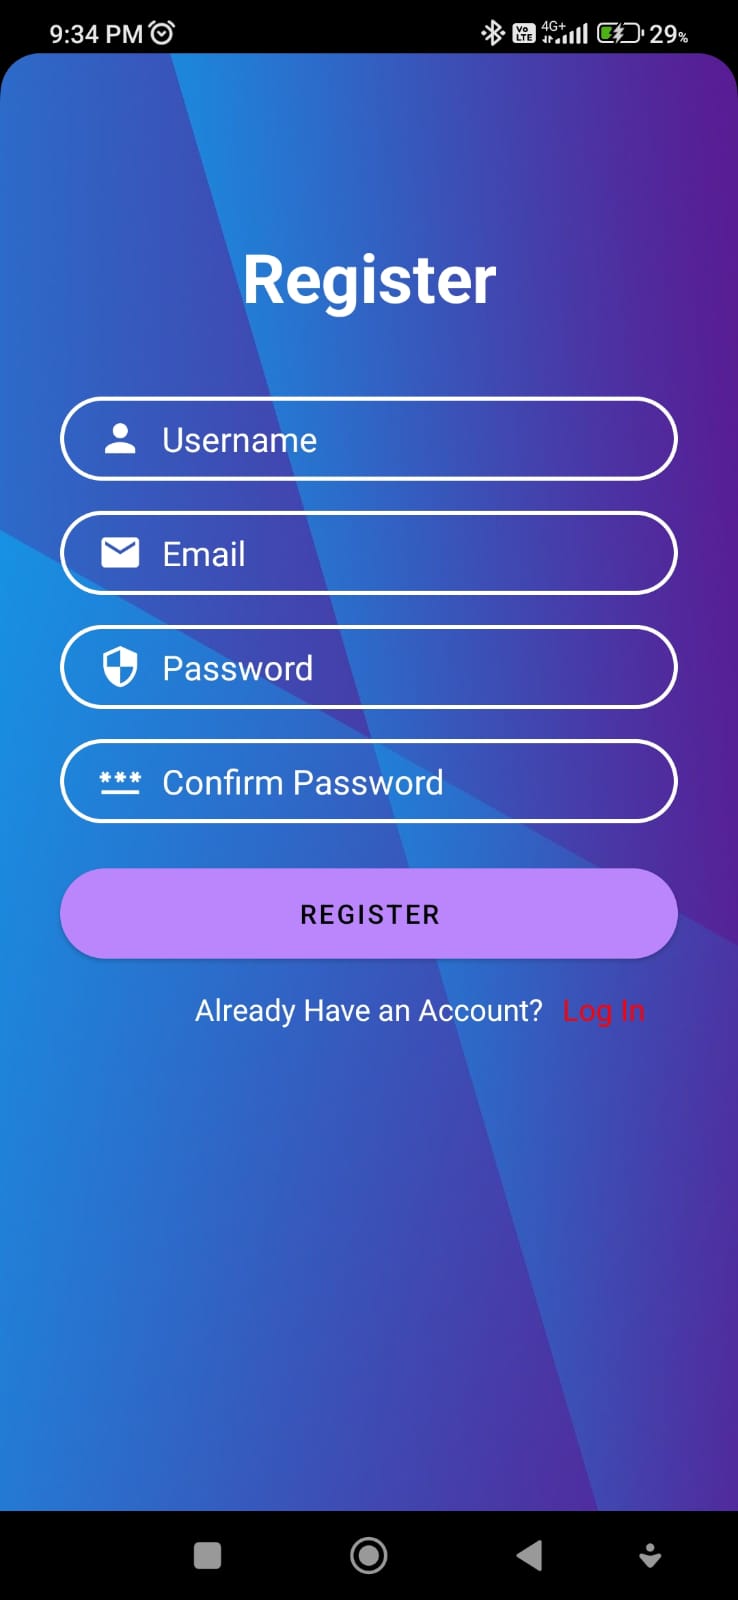 9:34 PM Vo LTE 4G+ 29%
Register
Username
Email
Password
*** Confirm Password
REGISTER
Already Have an Account? Log In